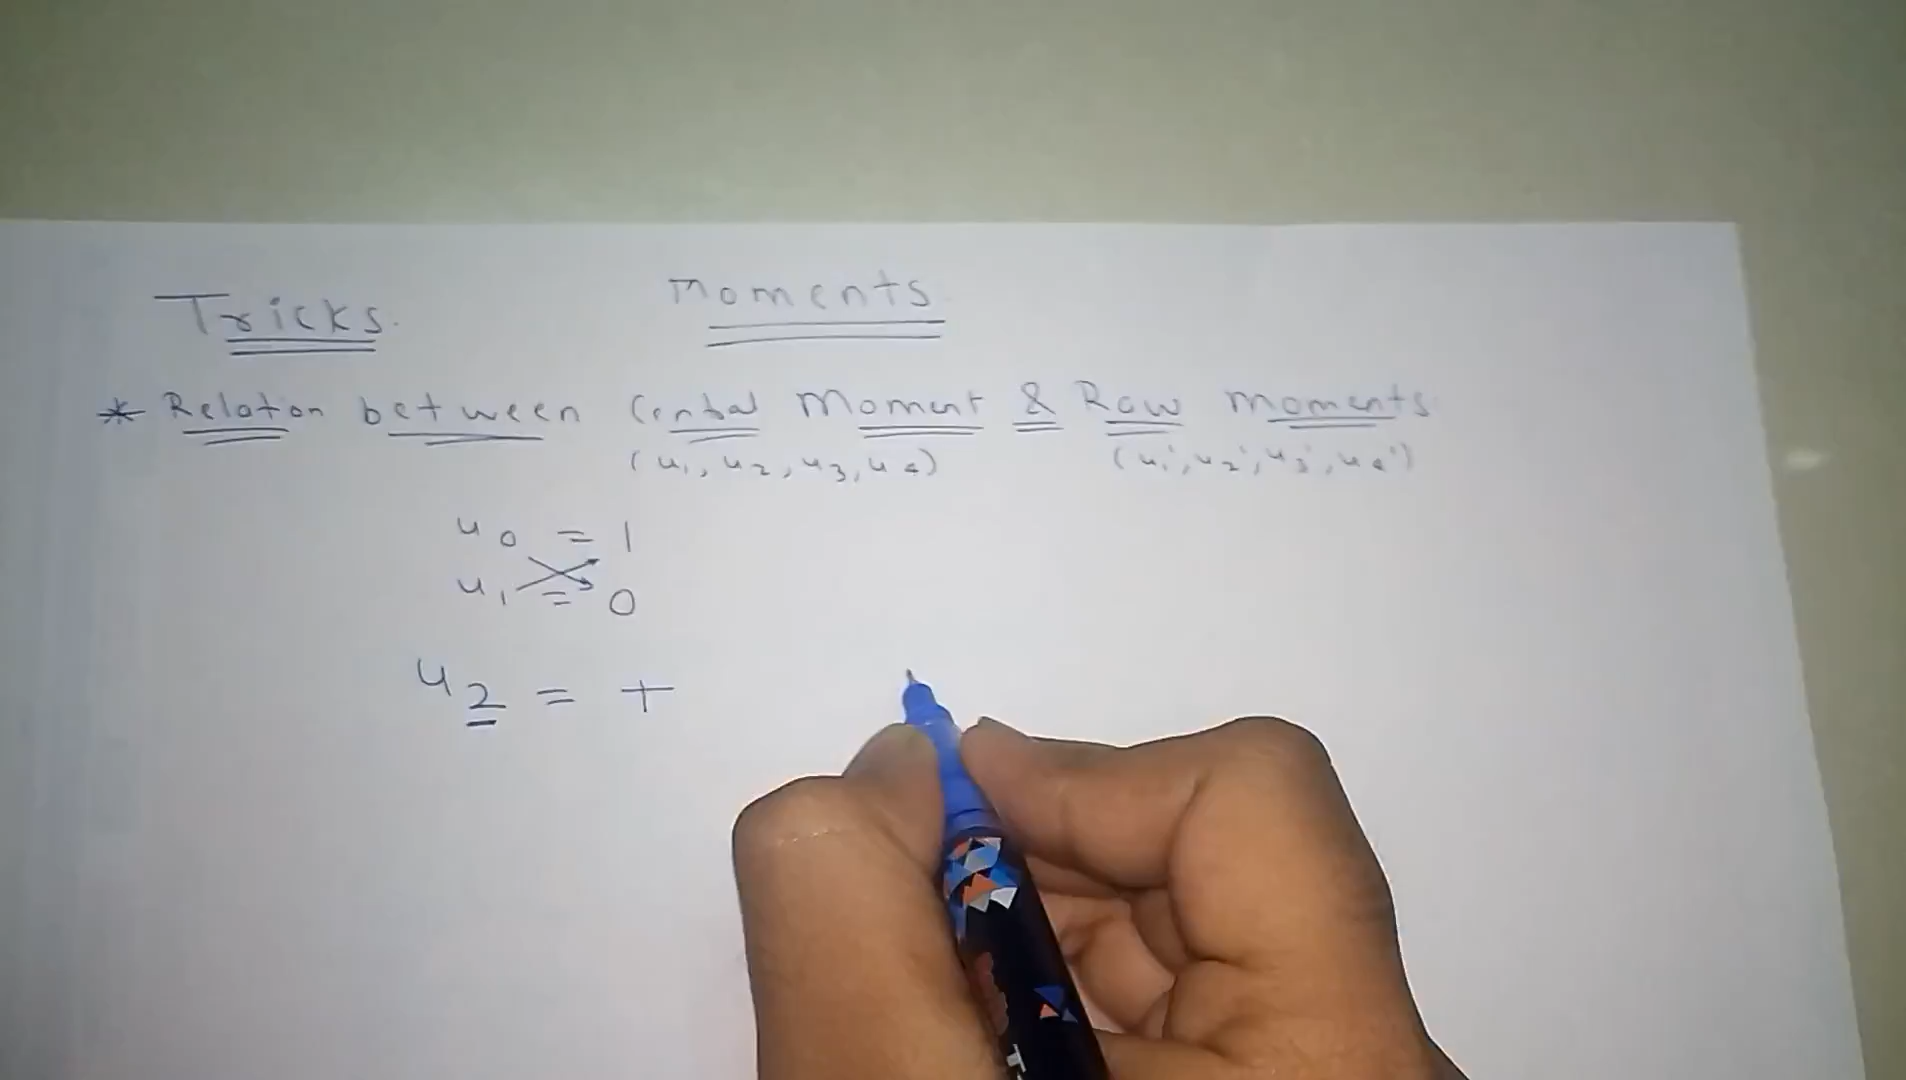 Tricks. Moments
* Relaton between Central Moment & Raw moments
(u₁, u₂, u₃, u₄) (u₁', u₂', u₃', u₄')
u₀ = 1
u₁ = 0
u₂ = +